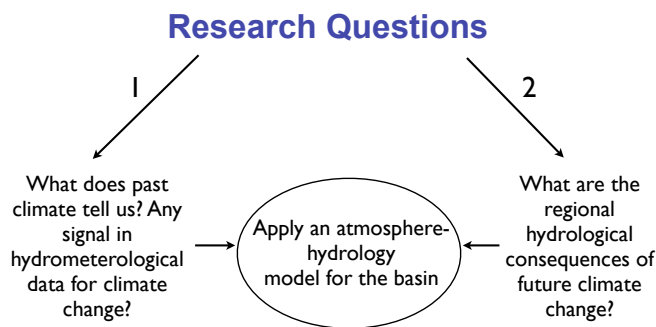 Research Questions
1
2
What does past
climate tell us? Any
signal in
hydrometerological
data for climate
change?
Apply an atmosphere-
hydrology
model for the basin
What are the
regional
hydrological
consequences of
future climate
change?